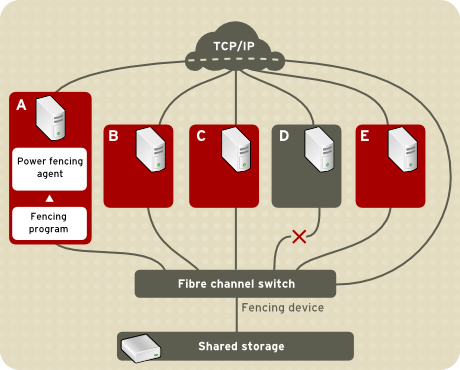 TCP/IP
A
B
C
D
E
Power fencing
agent
Fencing
program
Fibre channel switch
Fencing device
Shared storage